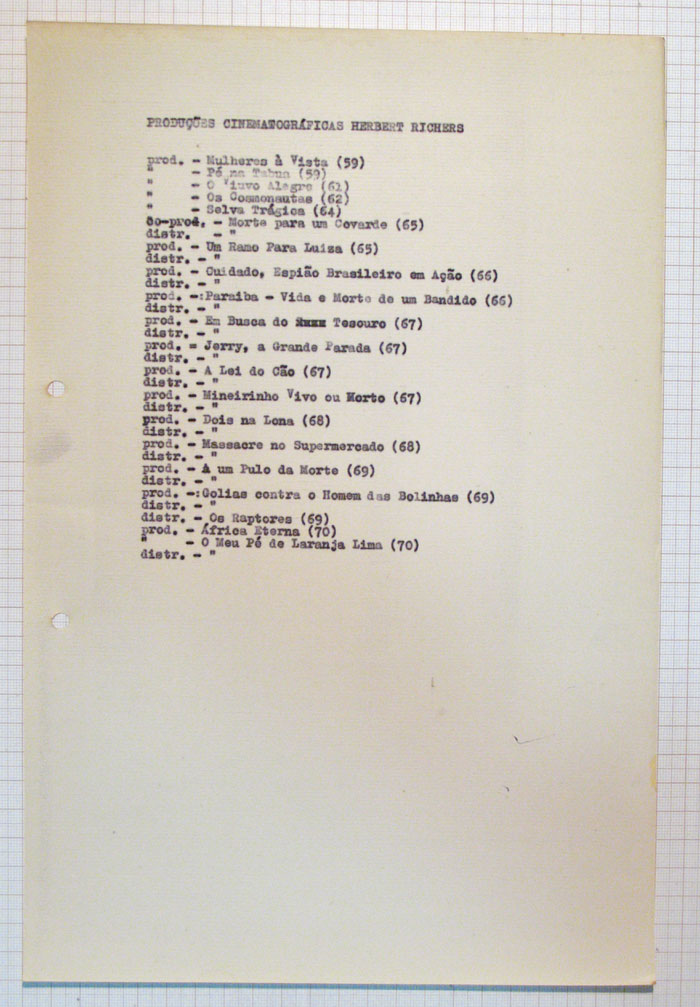 PRODUÇÕES CINEMATOGRÁFICAS HERBERT RICHERS
prod. - Mulheres à Vista (59)
" - Pé na Tabua (59)
" - O Viuvo Alegre (61)
" - Os Cosmonautas (62)
" - Selva Trágica (64)
co-prod. - Morte para um Covarde (65)
distr. - "
prod. - Um Ramo Para Luiza (65)
distr. - "
prod. - Cuidado, Espião Brasileiro em Ação (66)
distr. - "
prod. -:Paraiba - Vida e Morte de um Bandido (66)
distr. - "
prod. - Em Busca do xxxx Tesouro (67)
distr. - "
prod. = Jerry, a Grande Parada (67)
distr. - "
prod. - A Lei do Cão (67)
distr. - "
prod. - Mineirinho Vivo ou Morto (67)
distr. - "
prod. - Dois na Lona (68)
distr. - "
prod. - Massacre no Supermercado (68)
distr. - "
prod. - A um Pulo da Morte (69)
distr. - "
prod. -:Golias contra o Homem das Bolinhas (69)
distr. - "
distr. - Os Raptores (69)
prod. - África Eterna (70)
" - O Meu Pé de Laranja Lima (70)
distr. - "